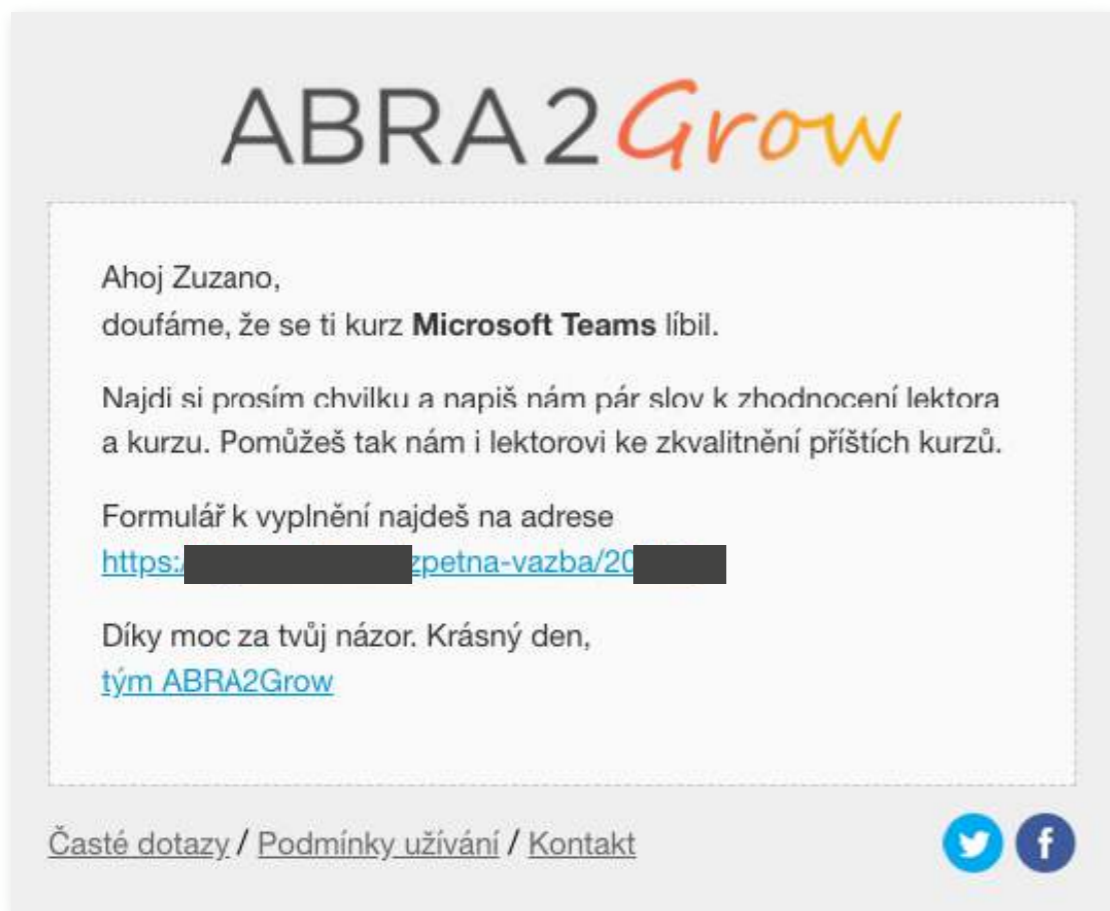 ABRA2Grow
Ahoj Zuzano,
doufáme, že se ti kurz Microsoft Teams líbil.
Najdi si prosím chvilku a napiš nám pár slov k zhodnocení lektora
a kurzu. Pomůžeš tak nám i lektorovi ke zkvalitnění příštích kurzů.
Formulář k vyplnění najdeš na adrese
https:/ zpetna-vazba/20
Díky moc za tvůj názor. Krásný den,
tým ABRA2Grow
Časté dotazy / Podmínky užívání / Kontakt